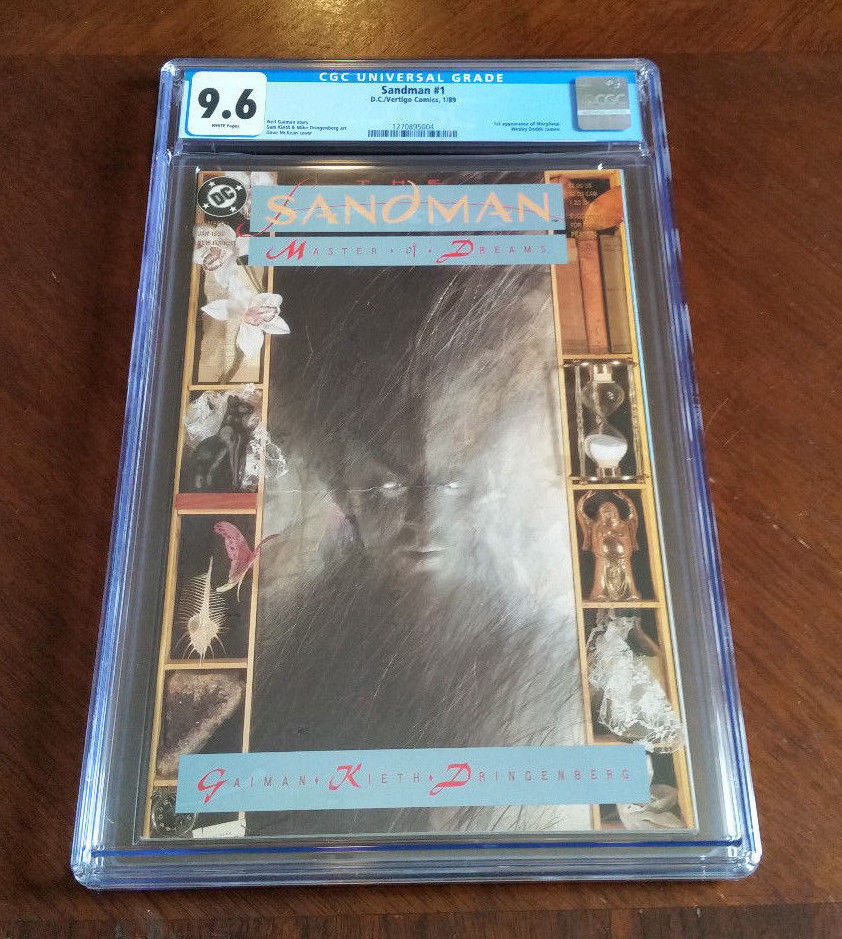 CGC UNIVERSAL GRADE
9.6
WHITE Pages
Sandman #1
D.C./Vertigo Comics, 1/89
Neil Gaiman story
Sam Kieth & Mike Dringenberg art
Dave McKean cover
1270895004
1st appearance of Morpheus
Wesley Dodds cameo
CGC
DC
THE
SANDMAN
MASTER · of · DREAMS
GAIMAN ♦ KIETH ♦ DRINGENBERG